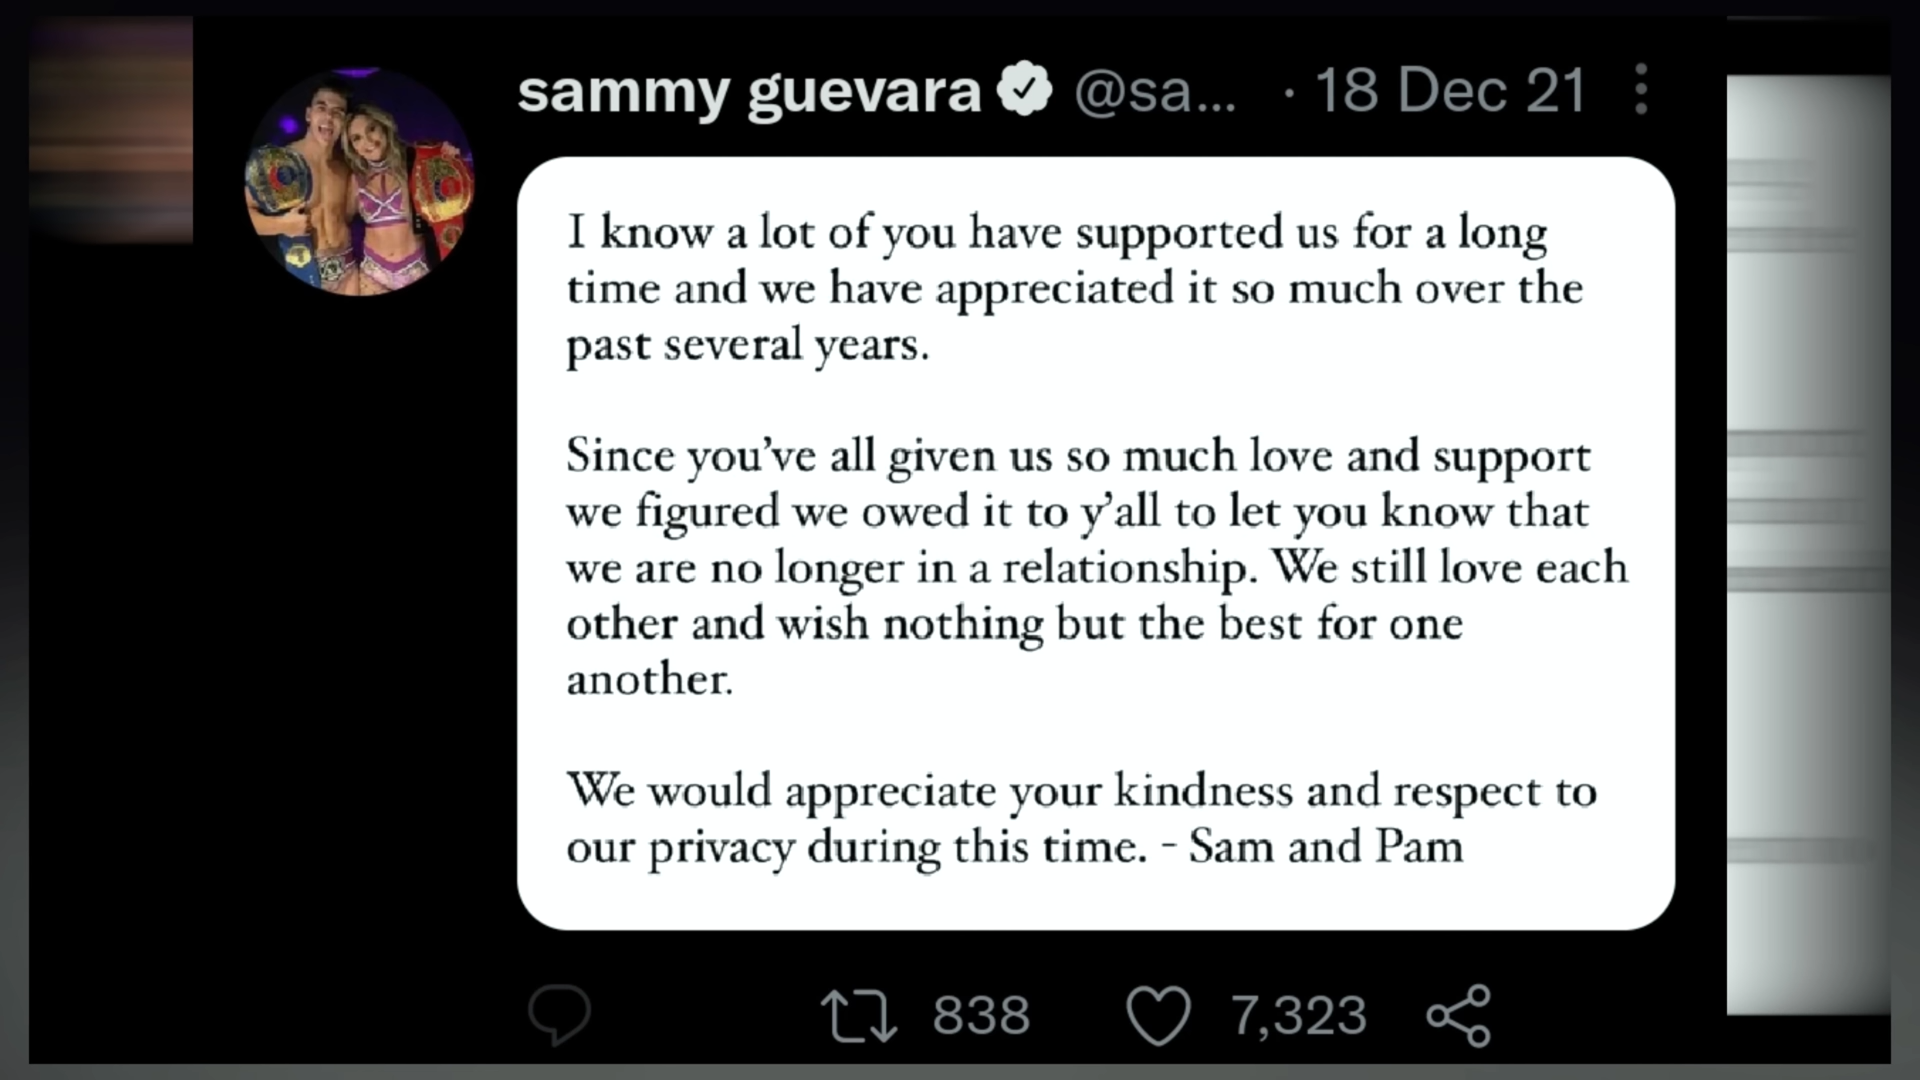 sammy guevara @sa... · 18 Dec 21
I know a lot of you have supported us for a long
time and we have appreciated it so much over the
past several years.
Since you’ve all given us so much love and support
we figured we owed it to y’all to let you know that
we are no longer in a relationship. We still love each
other and wish nothing but the best for one
another.
We would appreciate your kindness and respect to
our privacy during this time. - Sam and Pam
838 7,323